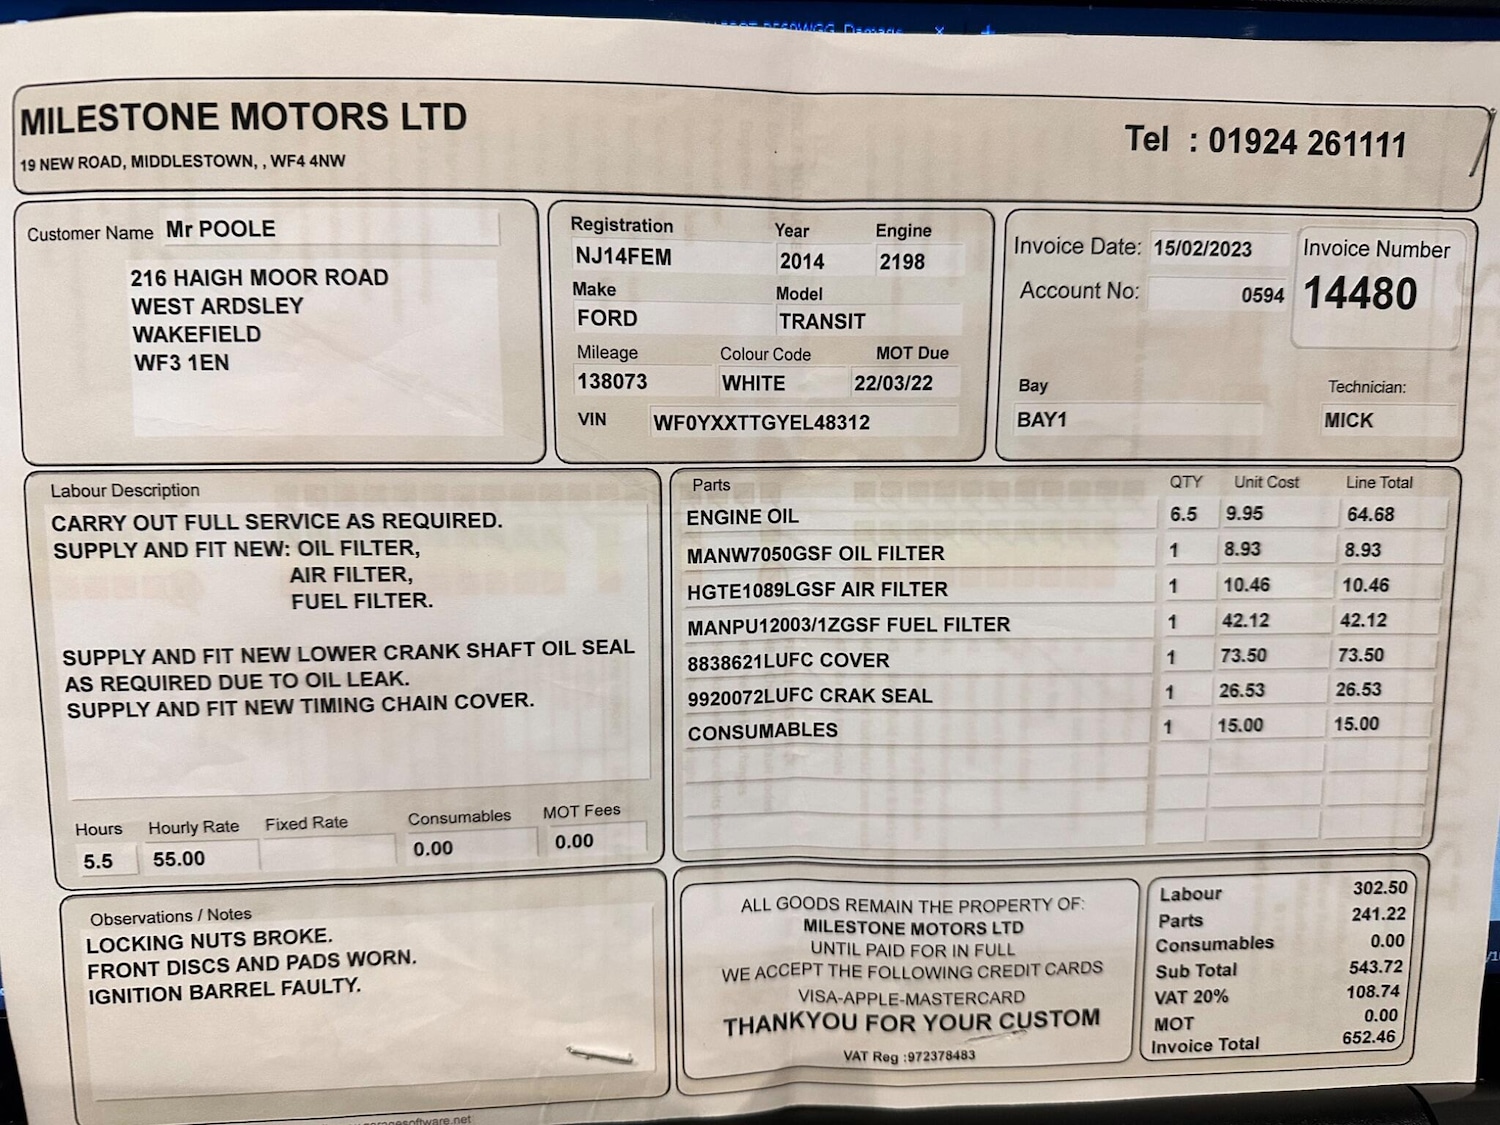 MILESTONE MOTORS LTD
19 NEW ROAD, MIDDLESTOWN, , WF4 4NW
Tel : 01924 261111
Customer Name Mr POOLE
216 HAIGH MOOR ROAD
WEST ARDSLEY
WAKEFIELD
WF3 1EN
Registration Year Engine
NJ14FEM 2014 2198
Make Model
FORD TRANSIT
Mileage Colour Code MOT Due
138073 WHITE 22/03/22
VIN WF0YXXTTGYEL48312
Invoice Date: 15/02/2023
Account No: 0594
Invoice Number
14480
Bay Technician:
BAY1 MICK
Labour Description
CARRY OUT FULL SERVICE AS REQUIRED.
SUPPLY AND FIT NEW: OIL FILTER,
AIR FILTER,
FUEL FILTER.
SUPPLY AND FIT NEW LOWER CRANK SHAFT OIL SEAL
AS REQUIRED DUE TO OIL LEAK.
SUPPLY AND FIT NEW TIMING CHAIN COVER.
Hours Hourly Rate Fixed Rate Consumables MOT Fees
5.5 55.00 0.00 0.00
Parts QTY Unit Cost Line Total
ENGINE OIL 6.5 9.95 64.68
MANW7050GSF OIL FILTER 1 8.93 8.93
HGTE1089LGSF AIR FILTER 1 10.46 10.46
MANPU12003/1ZGSF FUEL FILTER 1 42.12 42.12
8838621LUFC COVER 1 73.50 73.50
9920072LUFC CRAK SEAL 1 26.53 26.53
CONSUMABLES 1 15.00 15.00
Observations / Notes
LOCKING NUTS BROKE.
FRONT DISCS AND PADS WORN.
IGNITION BARREL FAULTY.
ALL GOODS REMAIN THE PROPERTY OF:
MILESTONE MOTORS LTD
UNTIL PAID FOR IN FULL
WE ACCEPT THE FOLLOWING CREDIT CARDS
VISA-APPLE-MASTERCARD
THANKYOU FOR YOUR CUSTOM
VAT Reg :972378483
Labour 302.50
Parts 241.22
Consumables 0.00
Sub Total 543.72
VAT 20% 108.74
MOT 0.00
Invoice Total 652.46